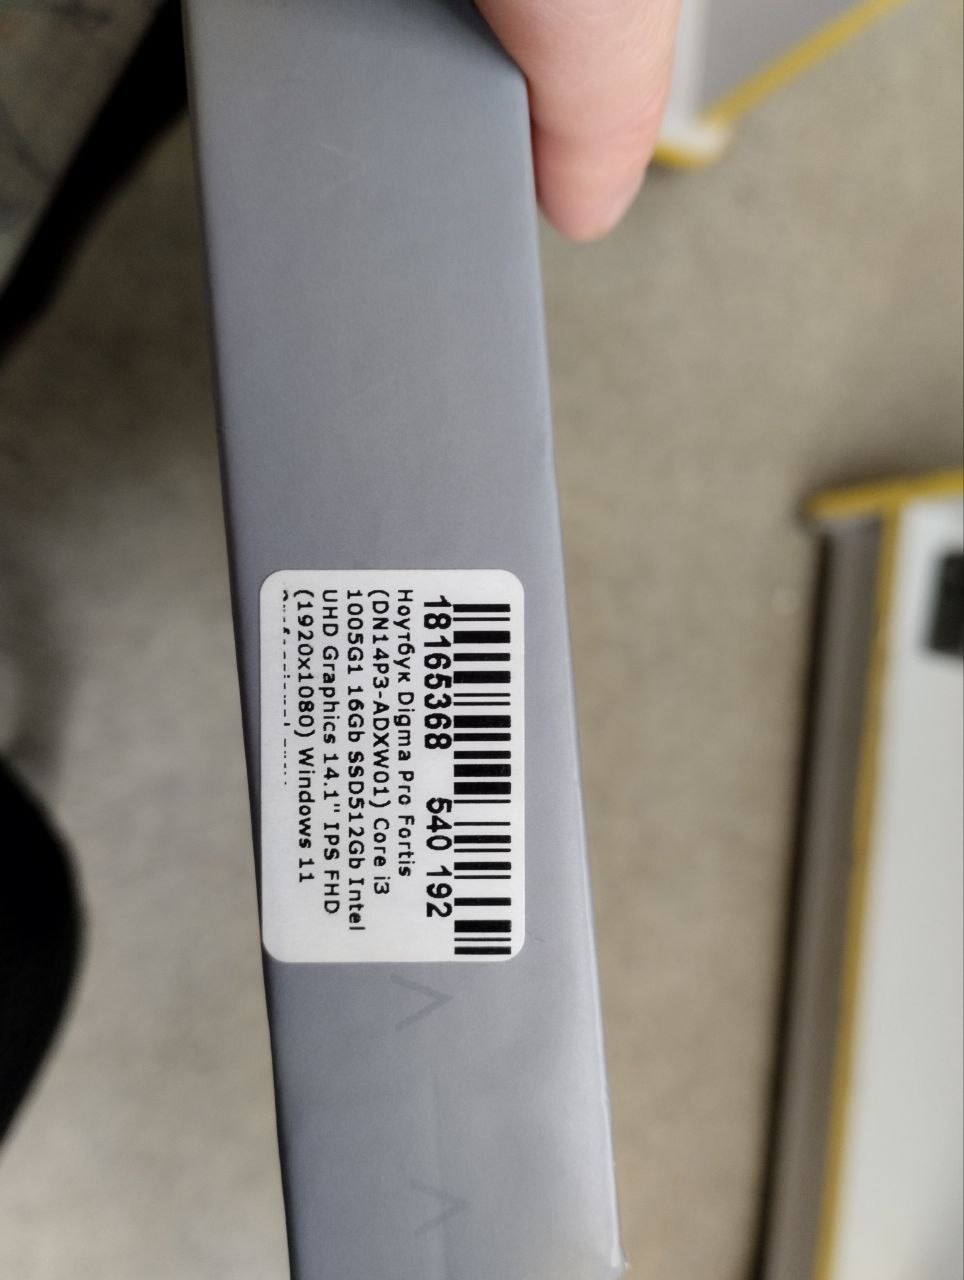 18165368 540 192
Ноутбук Digma Pro Fortis
(DN14P3-ADXW01) Core i3
1005G1 16Gb SSD512Gb Intel
UHD Graphics 14.1" IPS FHD
(1920x1080) Windows 11